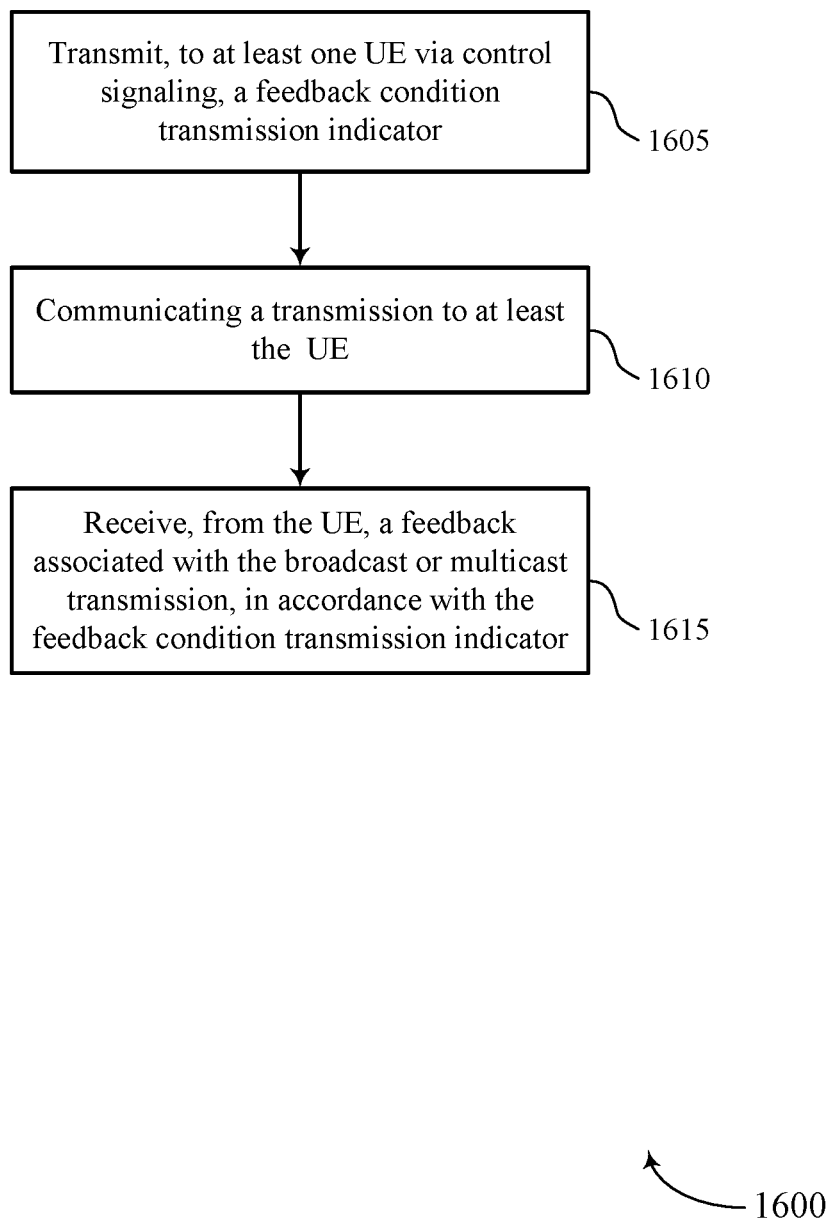 Transmit, to at least one UE via control
signaling, a feedback condition
transmission indicator
1605
Communicating a transmission to at least
the UE
1610
Receive, from the UE, a feedback
associated with the broadcast or multicast
transmission, in accordance with the
feedback condition transmission indicator
1615
1600